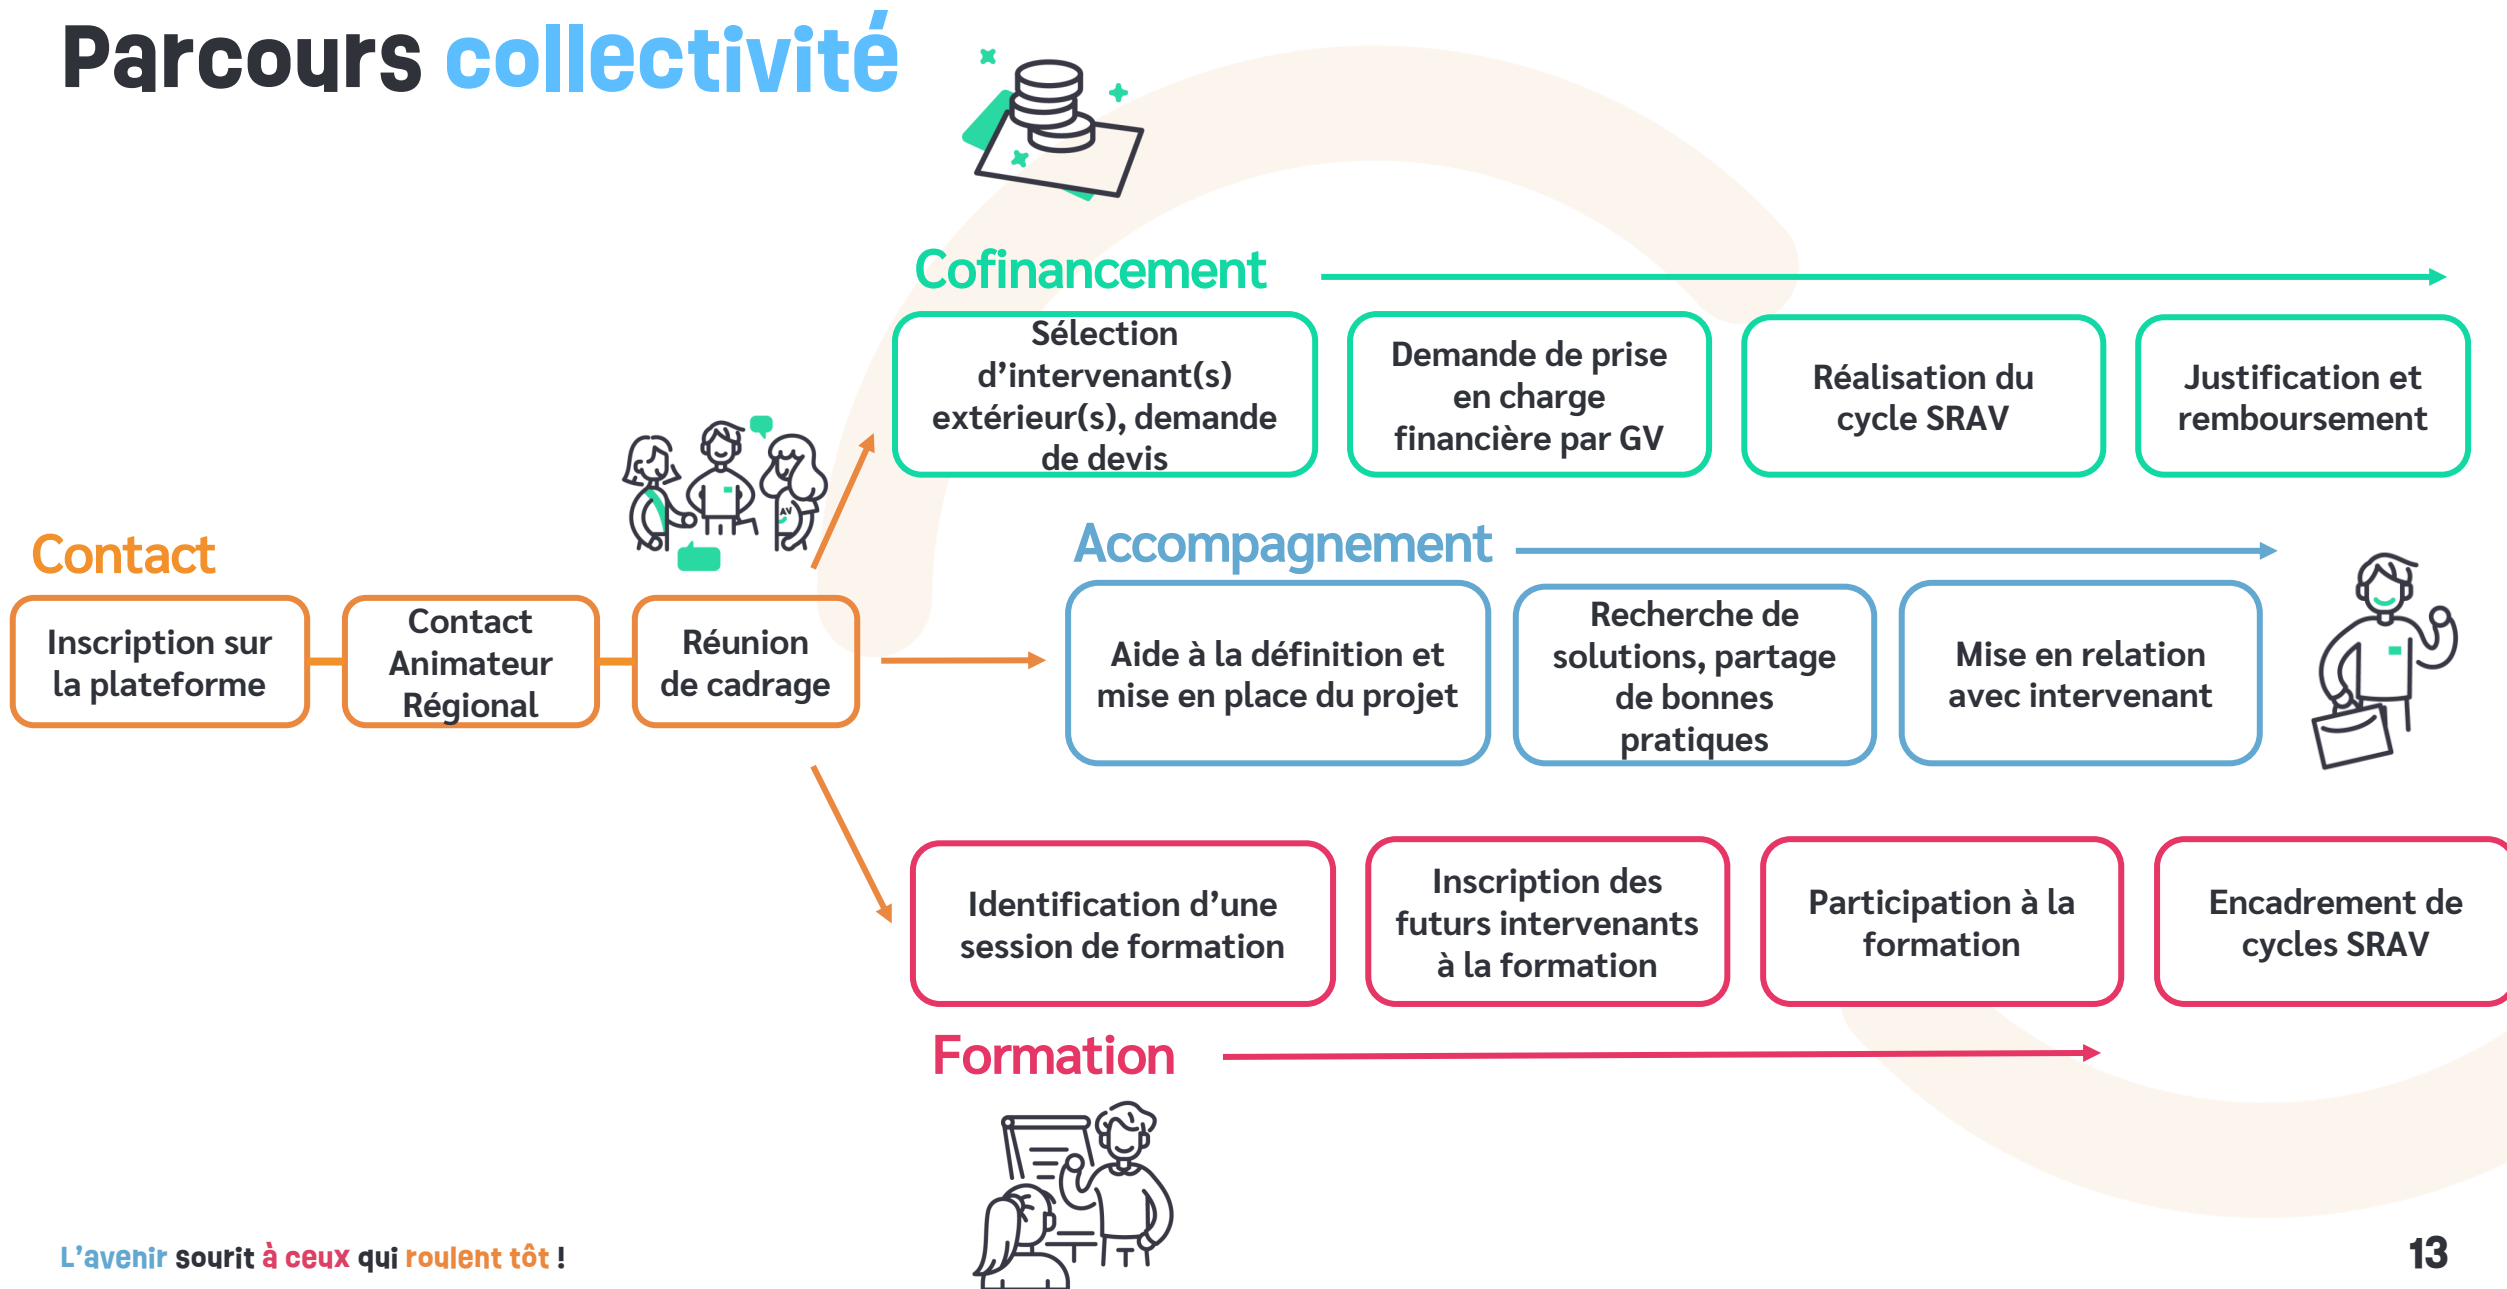 Parcours collectivité
Cofinancement
Sélection
d’intervenant(s)
extérieur(s), demande
de devis
Demande de prise
en charge
financière par GV
Réalisation du
cycle SRAV
Justification et
remboursement
AV
Contact
Inscription sur
la plateforme
Contact
Animateur
Régional
Réunion
de cadrage
Accompagnement
Aide à la définition et
mise en place du projet
Recherche de
solutions, partage
de bonnes
pratiques
Mise en relation
avec intervenant
Identification d’une
session de formation
Inscription des
futurs intervenants
à la formation
Participation à la
formation
Encadrement de
cycles SRAV
Formation
L’avenir sourit à ceux qui roulent tôt !
13